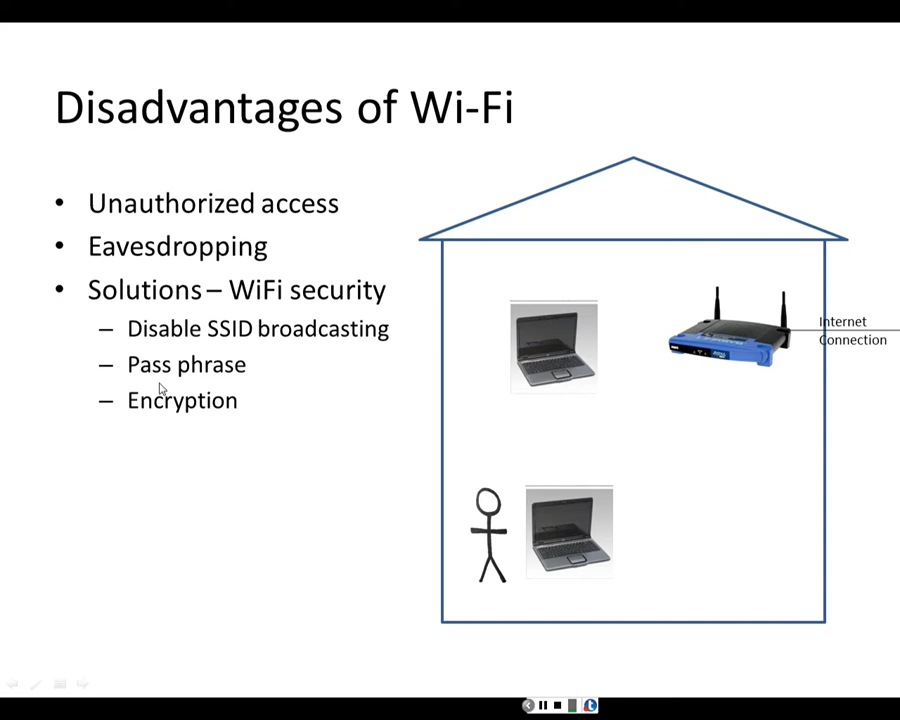 Disadvantages of Wi-Fi
• Unauthorized access
• Eavesdropping
• Solutions – WiFi security
– Disable SSID broadcasting
– Pass phrase
– Encryption
Internet
Connection